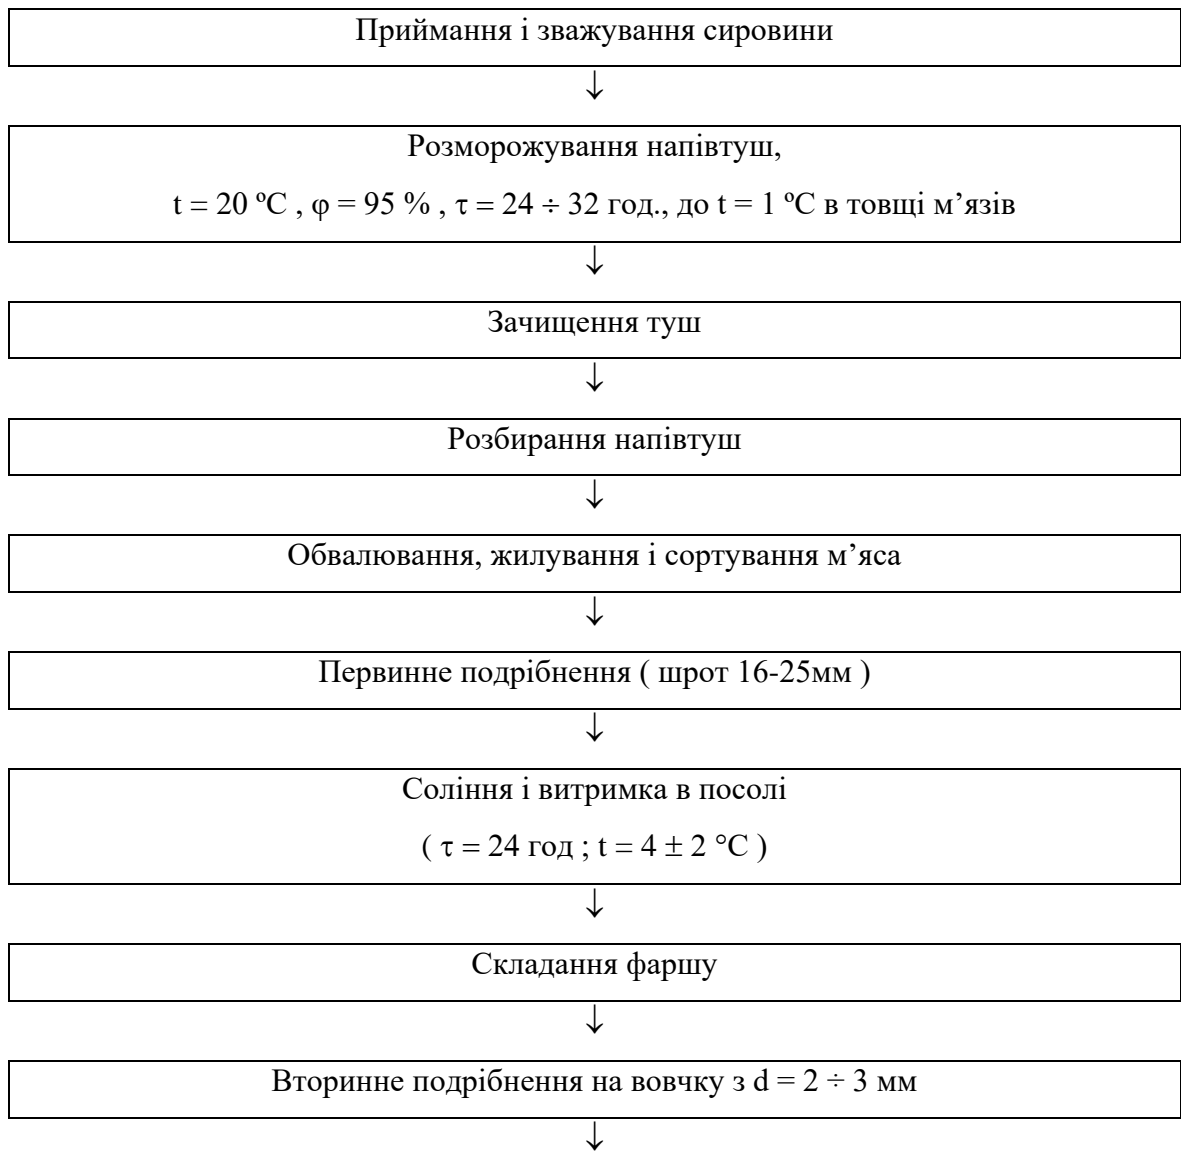 Приймання і зважування сировини
↓
Розморожування напівтуш,
t = 20 ºC , φ = 95 % , τ = 24 ÷ 32 год., до t = 1 ºC в товщі м’язів
↓
Зачищення туш
↓
Розбирання напівтуш
↓
Обвалювання, жилування і сортування м’яса
↓
Первинне подрібнення ( шрот 16-25мм )
↓
Соління і витримка в посолі
( τ = 24 год ; t = 4 ± 2 °C )
↓
Складання фаршу
↓
Вторинне подрібнення на вовчку з d = 2 ÷ 3 мм
↓